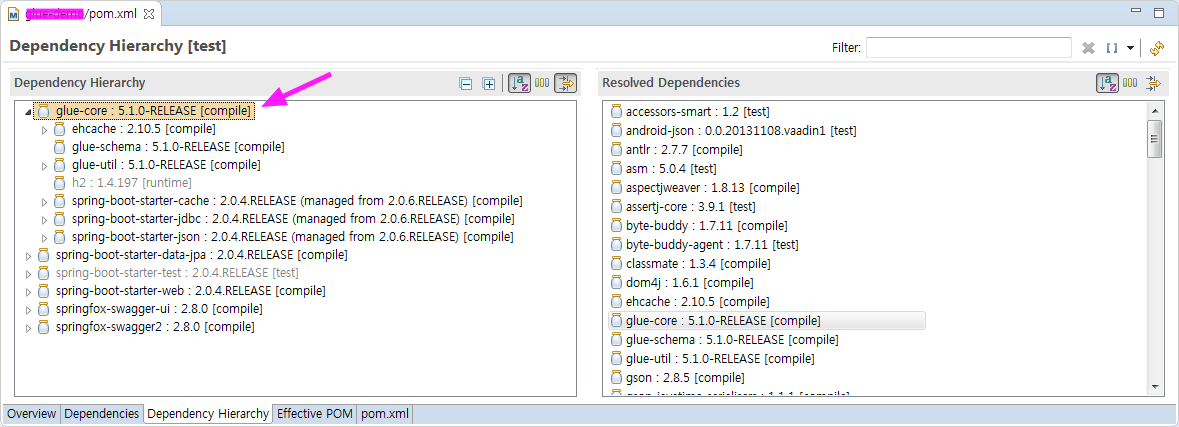 /pom.xml
Dependency Hierarchy [test]
Filter:
Dependency Hierarchy
glue-core : 5.1.0-RELEASE [compile]
ehcache : 2.10.5 [compile]
glue-schema : 5.1.0-RELEASE [compile]
glue-util : 5.1.0-RELEASE [compile]
h2 : 1.4.197 [runtime]
spring-boot-starter-cache : 2.0.4.RELEASE (managed from 2.0.6.RELEASE) [compile]
spring-boot-starter-jdbc : 2.0.4.RELEASE (managed from 2.0.6.RELEASE) [compile]
spring-boot-starter-json : 2.0.4.RELEASE (managed from 2.0.6.RELEASE) [compile]
spring-boot-starter-data-jpa : 2.0.4.RELEASE [compile]
spring-boot-starter-test : 2.0.4.RELEASE [test]
spring-boot-starter-web : 2.0.4.RELEASE [compile]
springfox-swagger-ui : 2.8.0 [compile]
springfox-swagger2 : 2.8.0 [compile]
Resolved Dependencies
accessors-smart : 1.2 [test]
android-json : 0.0.20131108.vaadin1 [test]
antlr : 2.7.7 [compile]
asm : 5.0.4 [test]
aspectjweaver : 1.8.13 [compile]
assertj-core : 3.9.1 [test]
byte-buddy : 1.7.11 [compile]
byte-buddy-agent : 1.7.11 [test]
classmate : 1.3.4 [compile]
dom4j : 1.6.1 [compile]
ehcache : 2.10.5 [compile]
glue-core : 5.1.0-RELEASE [compile]
glue-schema : 5.1.0-RELEASE [compile]
glue-util : 5.1.0-RELEASE [compile]
gson : 2.8.5 [compile]
Overview Dependencies Dependency Hierarchy Effective POM pom.xml